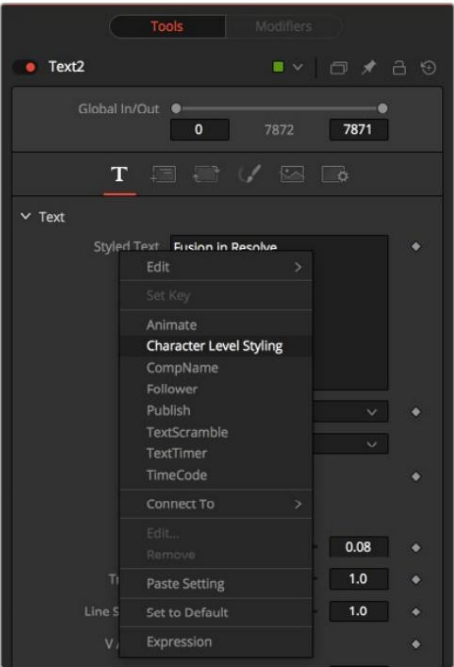 Tools Modifiers
Text2
Global In/Out
0 7872 7871
T
Text
Styled Text Fusion in Resolve
Edit
Set Key
Animate
Character Level Styling
CompName
Follower
Publish
TextScramble
TextTimer
TimeCode
Connect To
Edit...
Remove
0.08
Paste Setting
1.0
Line S
Set to Default
1.0
V
Expression